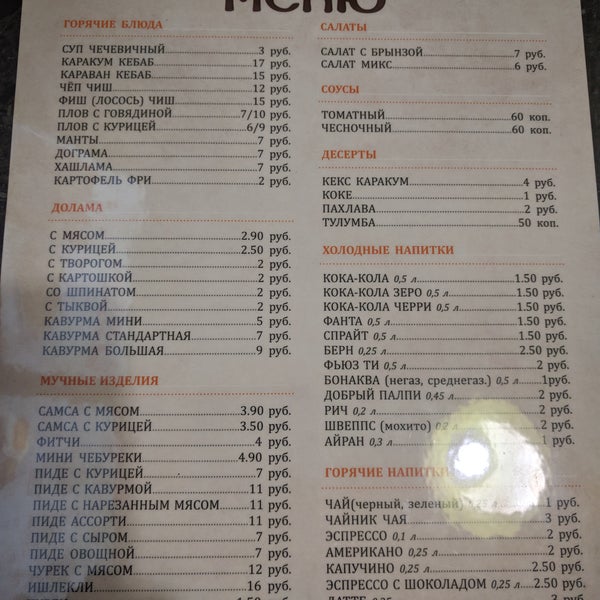 МЕНЮ
ГОРЯЧИЕ БЛЮДА
СУП ЧЕЧЕВИЧНЫЙ 3 руб.
КАРАКУМ КЕБАБ 17 руб.
КАРАВАН КЕБАБ 15 руб.
ЧЁП ЧИШ 12 руб.
ФИШ (ЛОСОСЬ) ЧИШ 15 руб.
ПЛОВ С ГОВЯДИНОЙ 7/10 руб.
ПЛОВ С КУРИЦЕЙ 6/9 руб.
МАНТЫ 7 руб.
ДОГРАМА 7 руб.
ХАШЛАМА 7 руб.
КАРТОФЕЛЬ ФРИ 2 руб.
ДОЛАМА
С МЯСОМ 2.90 руб.
С КУРИЦЕЙ 2.50 руб.
С ТВОРОГОМ 2 руб.
С КАРТОШКОЙ 2 руб.
СО ШПИНАТОМ 2 руб.
С ТЫКВОЙ 2 руб.
КАВУРМА МИНИ 5 руб.
КАВУРМА СТАНДАРТНАЯ 7 руб.
КАВУРМА БОЛЬШАЯ 9 руб.
МУЧНЫЕ ИЗДЕЛИЯ
САМСА С МЯСОМ 3.90 руб.
САМСА С КУРИЦЕЙ 3.50 руб.
ФИТЧИ 4 руб.
МИНИ ЧЕБУРЕКИ 4.90 руб.
ПИДЕ С КУРИЦЕЙ 7 руб.
ПИДЕ С КАВУРМОЙ 11 руб.
ПИДЕ С НАРЕЗАННЫМ МЯСОМ 11 руб.
ПИДЕ АССОРТИ 11 руб.
ПИДЕ С СЫРОМ 7 руб.
ПИДЕ ОВОЩНОЙ 7 руб.
ЧУРЕК С МЯСОМ 12 руб.
ИШЛЕКЛИ 16 руб.
САЛАТЫ
САЛАТ С БРЫНЗОЙ 7 руб.
САЛАТ МИКС 6 руб.
СОУСЫ
ТОМАТНЫЙ 60 коп.
ЧЕСНОЧНЫЙ 60 коп.
ДЕСЕРТЫ
КЕКС КАРАКУМ 4 руб.
КОКЕ 1 руб.
ПАХЛАВА 2 руб.
ТУЛУМБА 50 коп.
ХОЛОДНЫЕ НАПИТКИ
КОКА-КОЛА 0,5 л 1.50 руб.
КОКА-КОЛА ЗЕРО 0,5 л 1.50 руб.
КОКА-КОЛА ЧЕРРИ 0,5 л 1.50 руб.
ФАНТА 0,5 л 1.50 руб.
СПРАЙТ 0,5 л 1.50 руб.
БЕРН 0,25 л 2.50 руб.
ФЬЮЗ ТИ 0,5 л 2 руб.
БОНАКВА (негаз, среднегаз.) 0,5 л 1руб.
ДОБРЫЙ ПАЛПИ 0,45 л 2 руб.
РИЧ 0,2 л 2 руб.
ШВЕППС (мохито) л 2 руб.
АЙРАН 0,3 л 1 руб.
ГОРЯЧИЕ НАПИТКИ
ЧАЙ(черный, зеленый) 0,25 л 1 руб.
ЧАЙНИК ЧАЯ 3 руб.
ЭСПРЕССО 0,1 л 2 руб.
АМЕРИКАНО 0,25 л 2 руб.
КАПУЧИНО 0,25 л 2.50 руб.
ЭСПРЕССО С ШОКОЛАДОМ 0,25 л 2.50 руб.
ЛАТТЕ 3 руб.